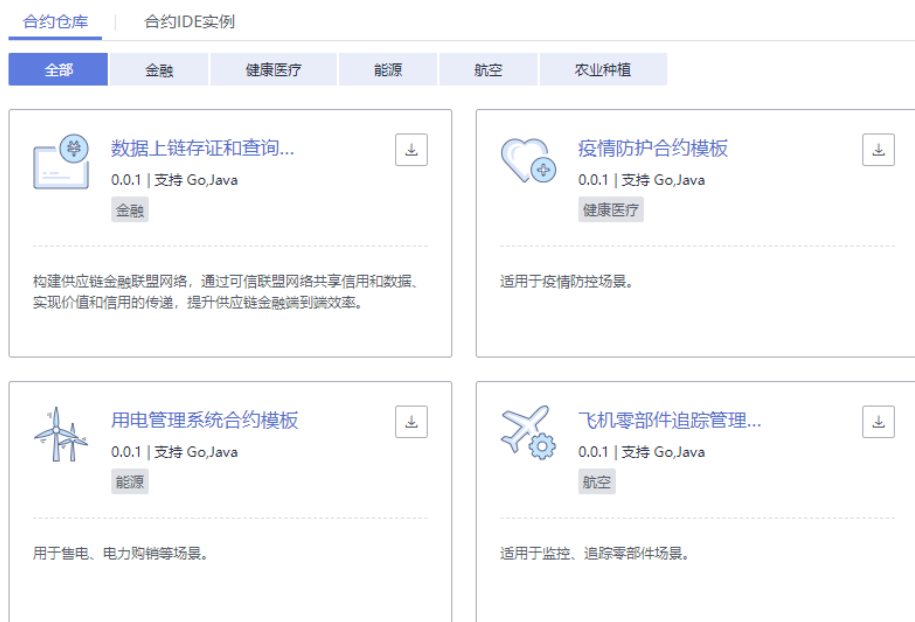 合约仓库 合约IDE实例
全部 金融 健康医疗 能源 航空 农业种植
数据上链存证和查询...
0.0.1 | 支持 Go,Java
金融
构建供应链金融联盟网络，通过可信联盟网络共享信用和数据、
实现价值和信用的传递，提升供应链金融端到端效率。
疫情防护合约模板
0.0.1 | 支持 Go,Java
健康医疗
适用于疫情防控场景。
用电管理系统合约模板
0.0.1 | 支持 Go,Java
能源
用于售电、电力购销等场景。
飞机零部件追踪管理...
0.0.1 | 支持 Go,Java
航空
适用于监控、追踪零部件场景。